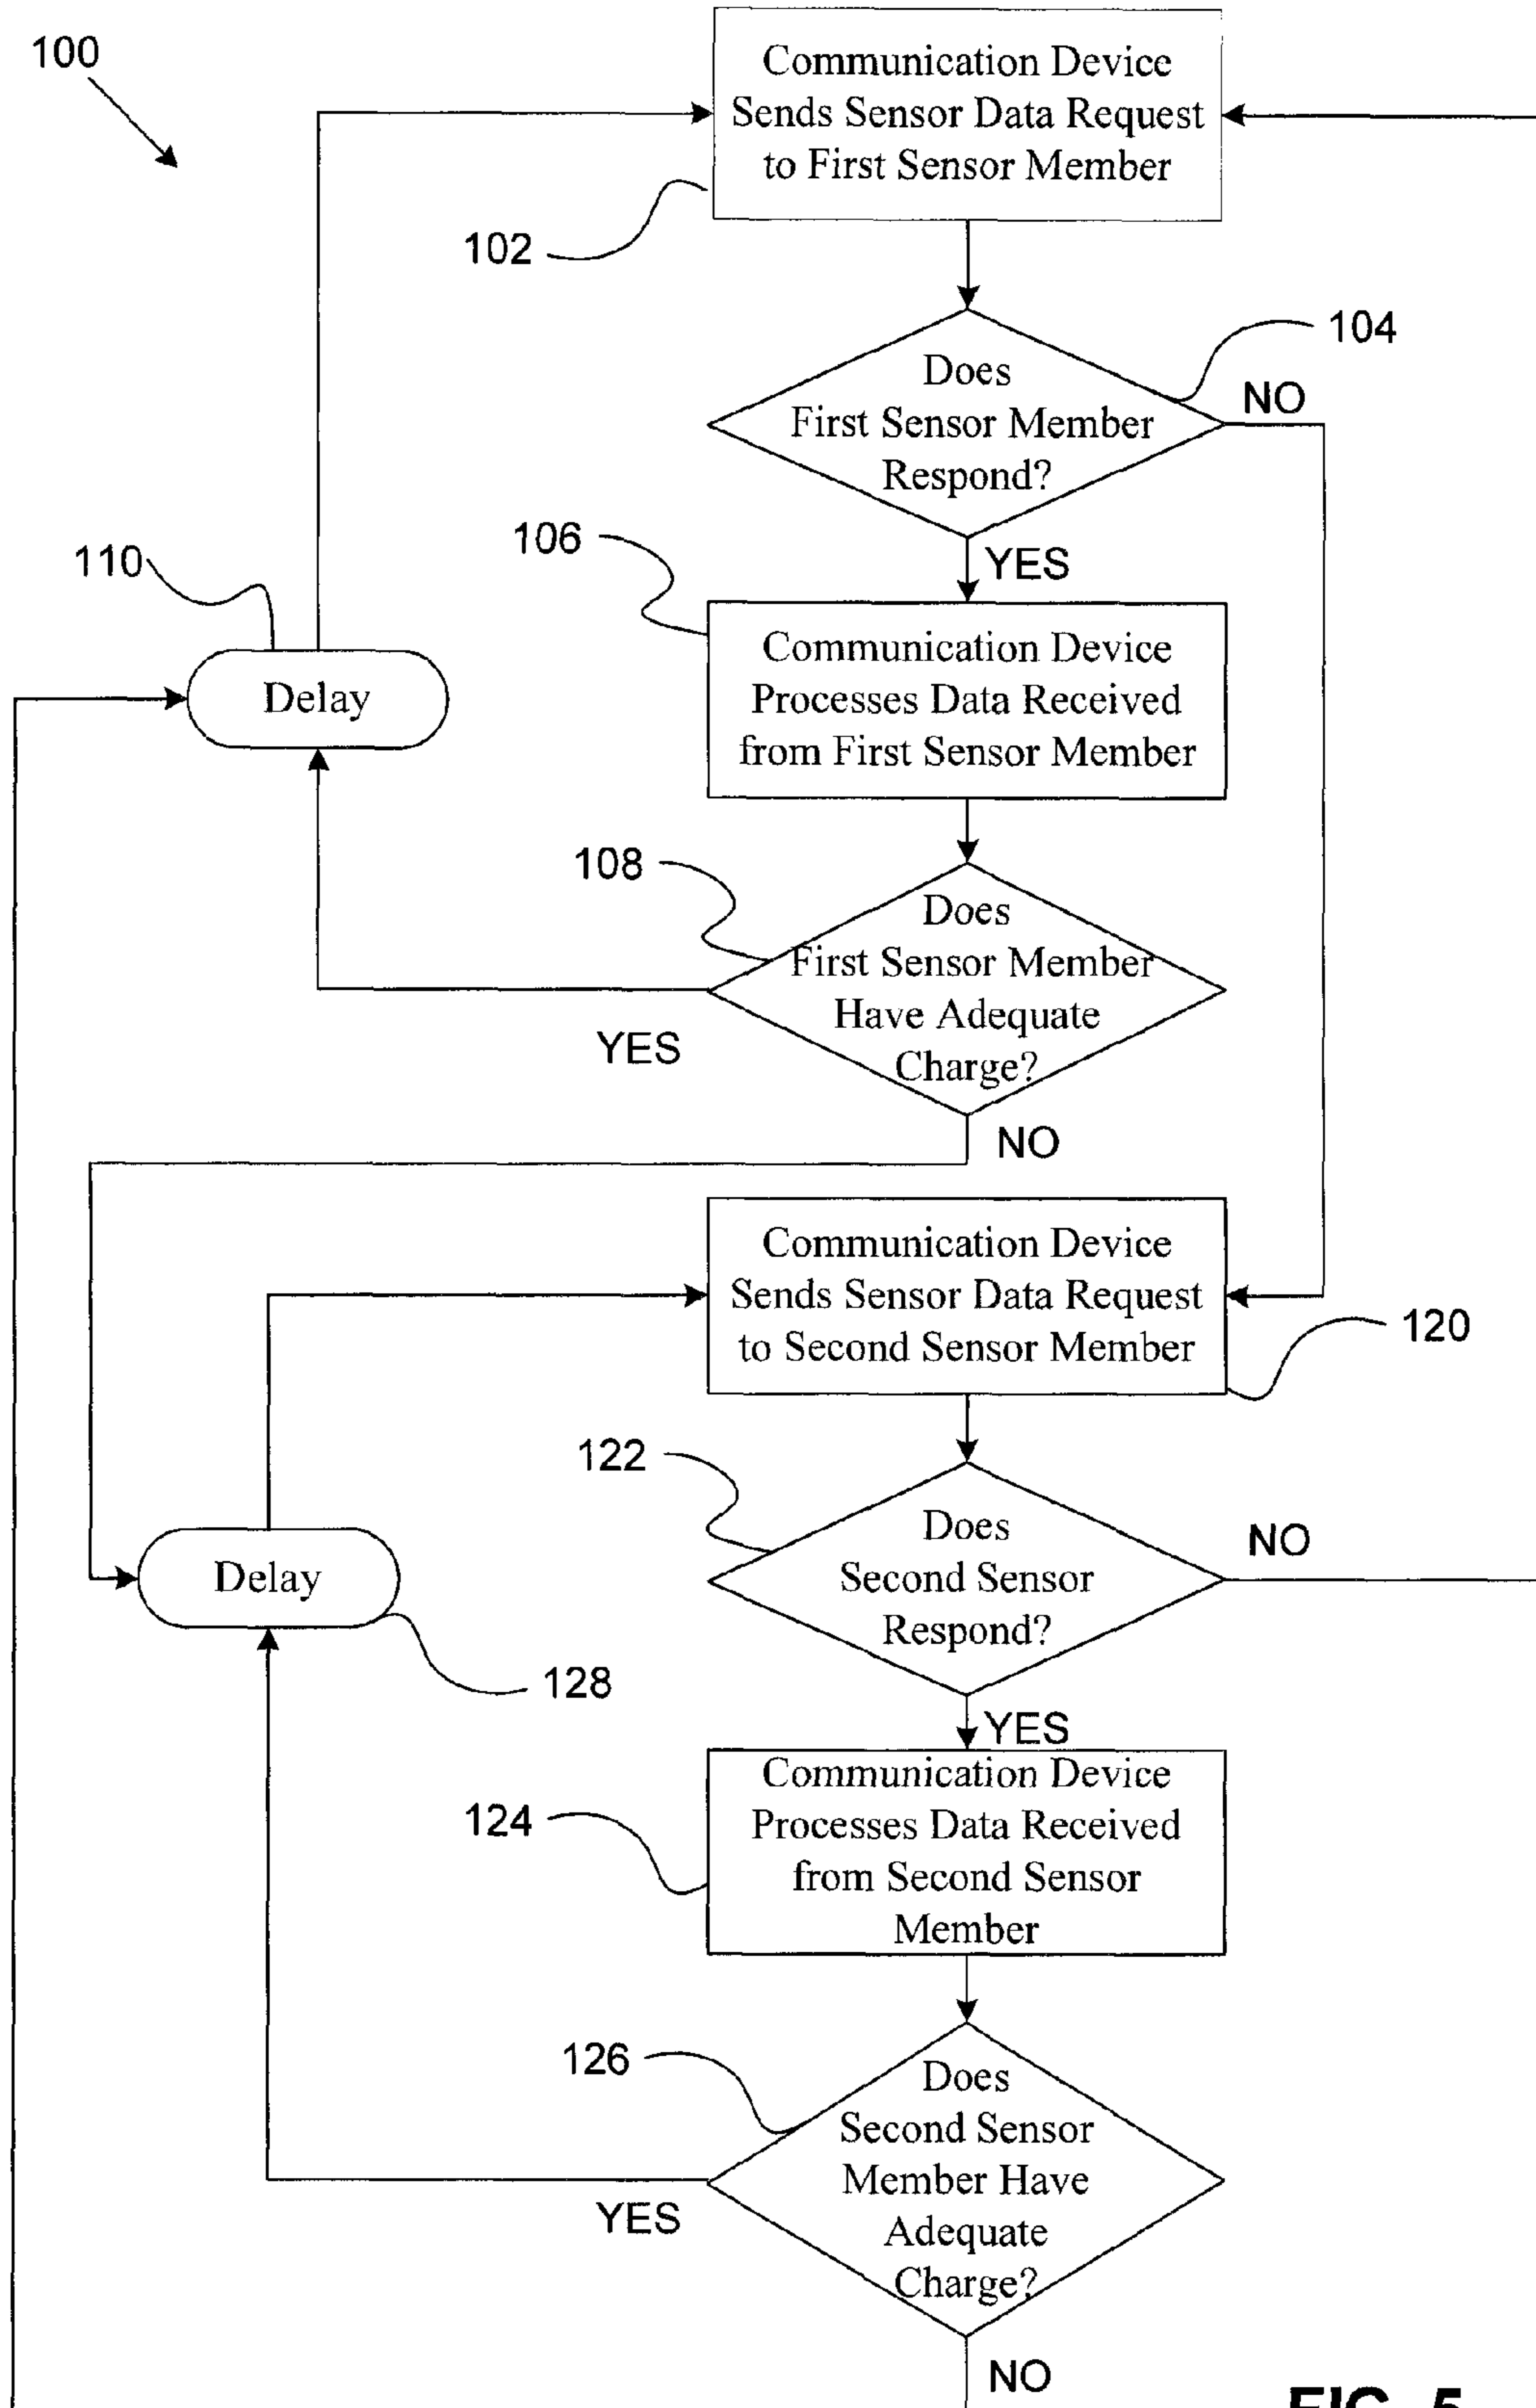 100
Communication Device
Sends Sensor Data Request
to First Sensor Member
102
104
Does
First Sensor Member
Respond?
NO
YES
106
110
Communication Device
Processes Data Received
from First Sensor Member
Delay
108
Does
First Sensor Member
Have Adequate
Charge?
YES
NO
Communication Device
Sends Sensor Data Request
to Second Sensor Member
120
122
Does
Second Sensor
Respond?
NO
Delay
128
YES
Communication Device
Processes Data Received
from Second Sensor
Member
124
126
Does
Second Sensor
Member Have
Adequate
Charge?
YES
NO
FIG. 5